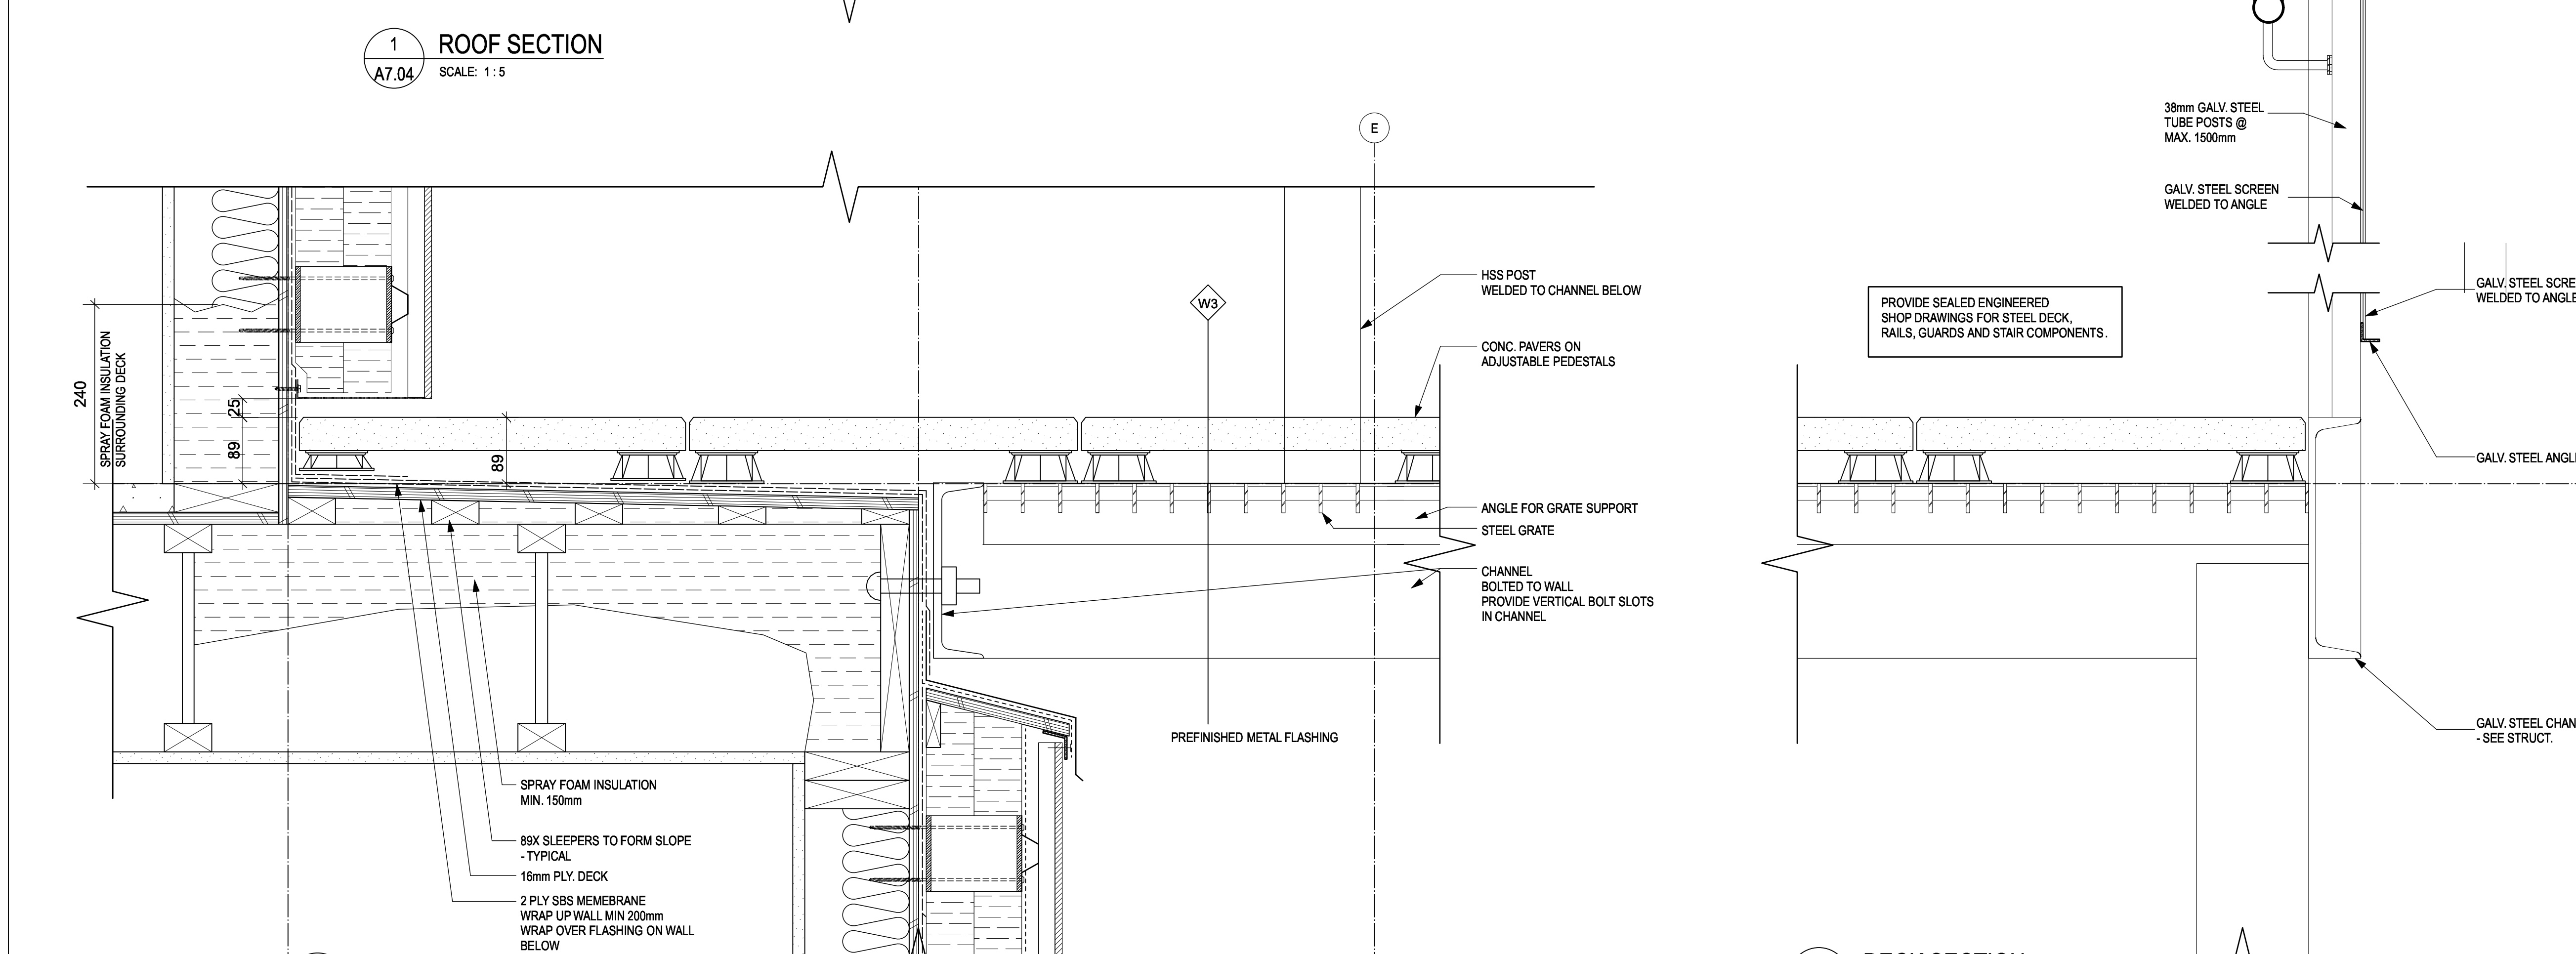 1
A7.04
ROOF SECTION
SCALE: 1 : 5
E
W3
240
SPRAY FOAM INSULATION
SURROUNDING DECK
25
89
89
HSS POST
WELDED TO CHANNEL BELOW
CONC. PAVERS ON
ADJUSTABLE PEDESTALS
ANGLE FOR GRATE SUPPORT
STEEL GRATE
CHANNEL
BOLTED TO WALL
PROVIDE VERTICAL BOLT SLOTS
IN CHANNEL
PREFINISHED METAL FLASHING
SPRAY FOAM INSULATION
MIN. 150mm
89X SLEEPERS TO FORM SLOPE
- TYPICAL
16mm PLY. DECK
2 PLY SBS MEMEBRANE
WRAP UP WALL MIN 200mm
WRAP OVER FLASHING ON WALL
BELOW
38mm GALV. STEEL
TUBE POSTS @
MAX. 1500mm
GALV. STEEL SCREEN
WELDED TO ANGLE
PROVIDE SEALED ENGINEERED
SHOP DRAWINGS FOR STEEL DECK,
RAILS, GUARDS AND STAIR COMPONENTS.
GALV. STEEL SCRE
WELDED TO ANGLE
GALV. STEEL ANGL
GALV. STEEL CHAN
- SEE STRUCT.